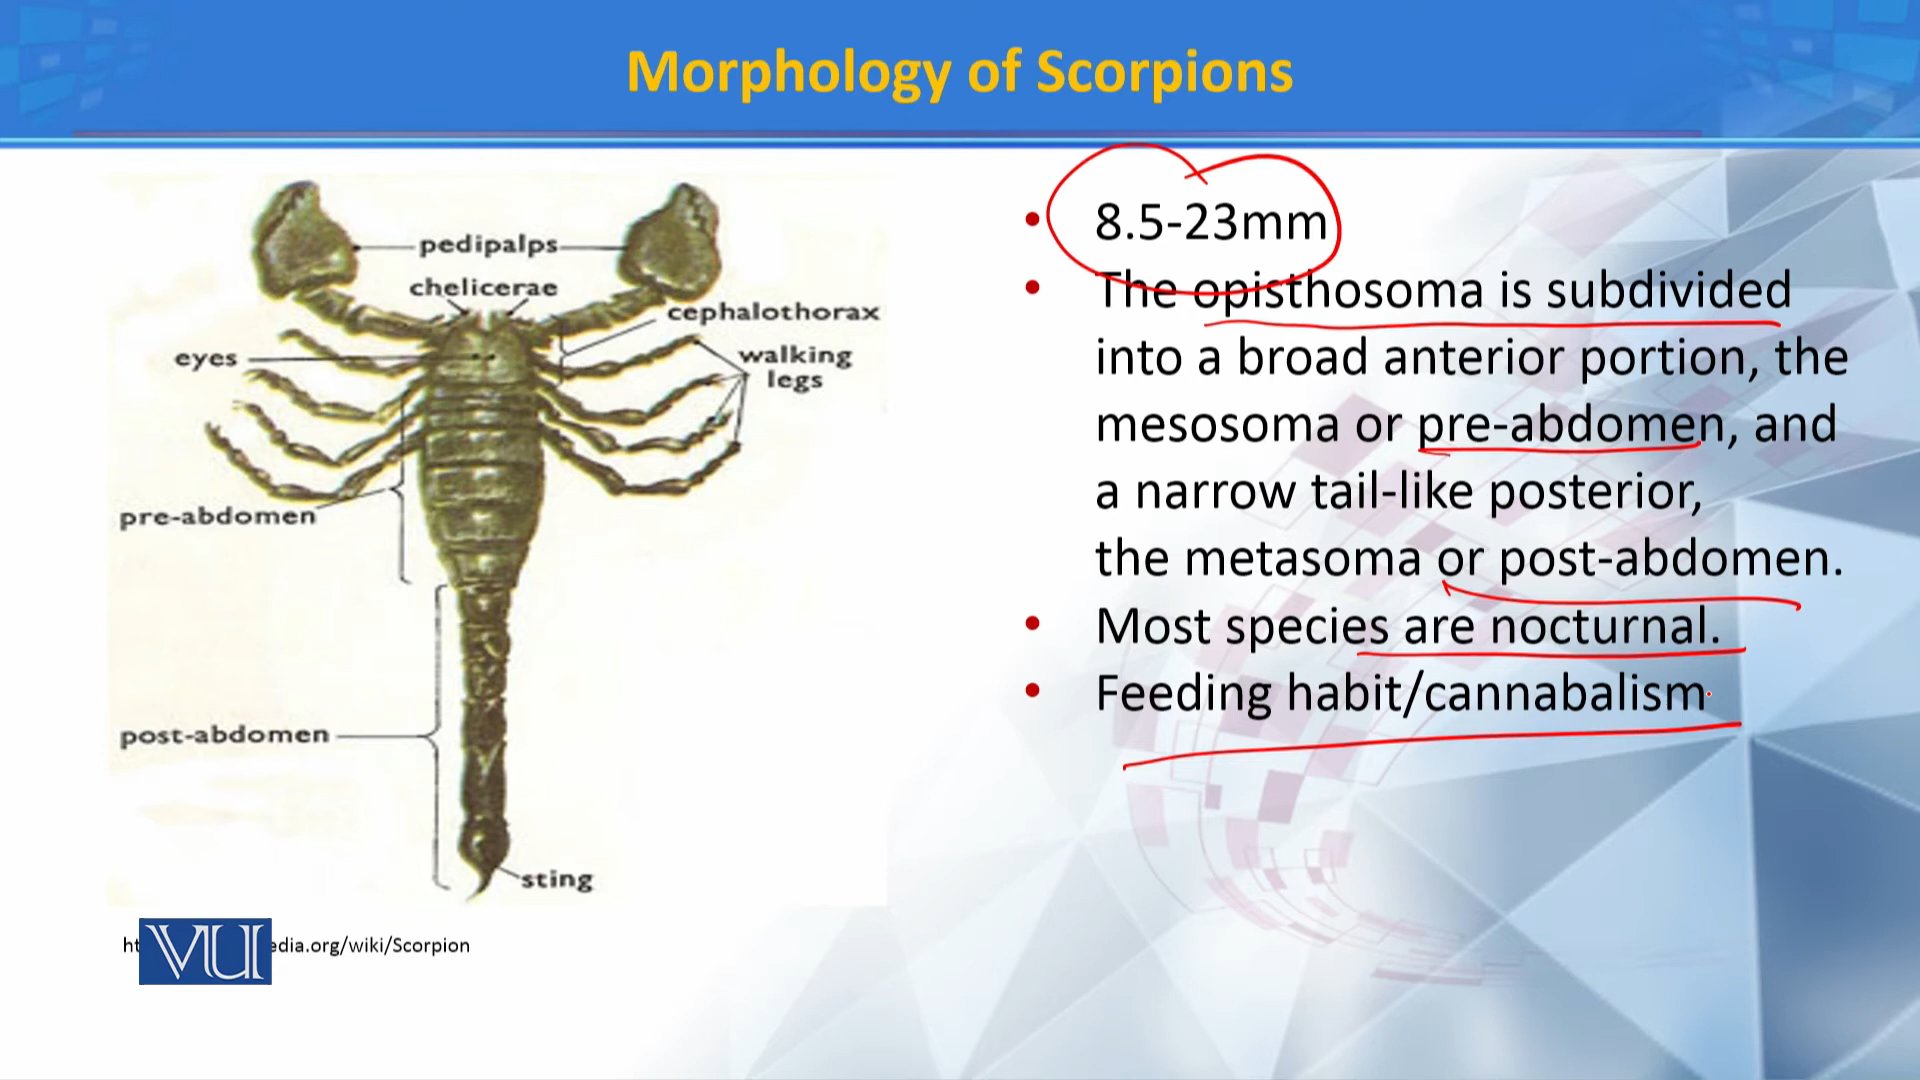 Morphology of Scorpions
pedipalps
chelicerae
cephalothorax
eyes
walking
legs
pre-abdomen
post-abdomen
sting
• 8.5-23mm
• The opisthosoma is subdivided
into a broad anterior portion, the
mesosoma or pre-abdomen, and
a narrow tail-like posterior,
the metasoma or post-abdomen.
• Most species are nocturnal.
• Feeding habit/cannabalism
ht edia.org/wiki/Scorpion
VU